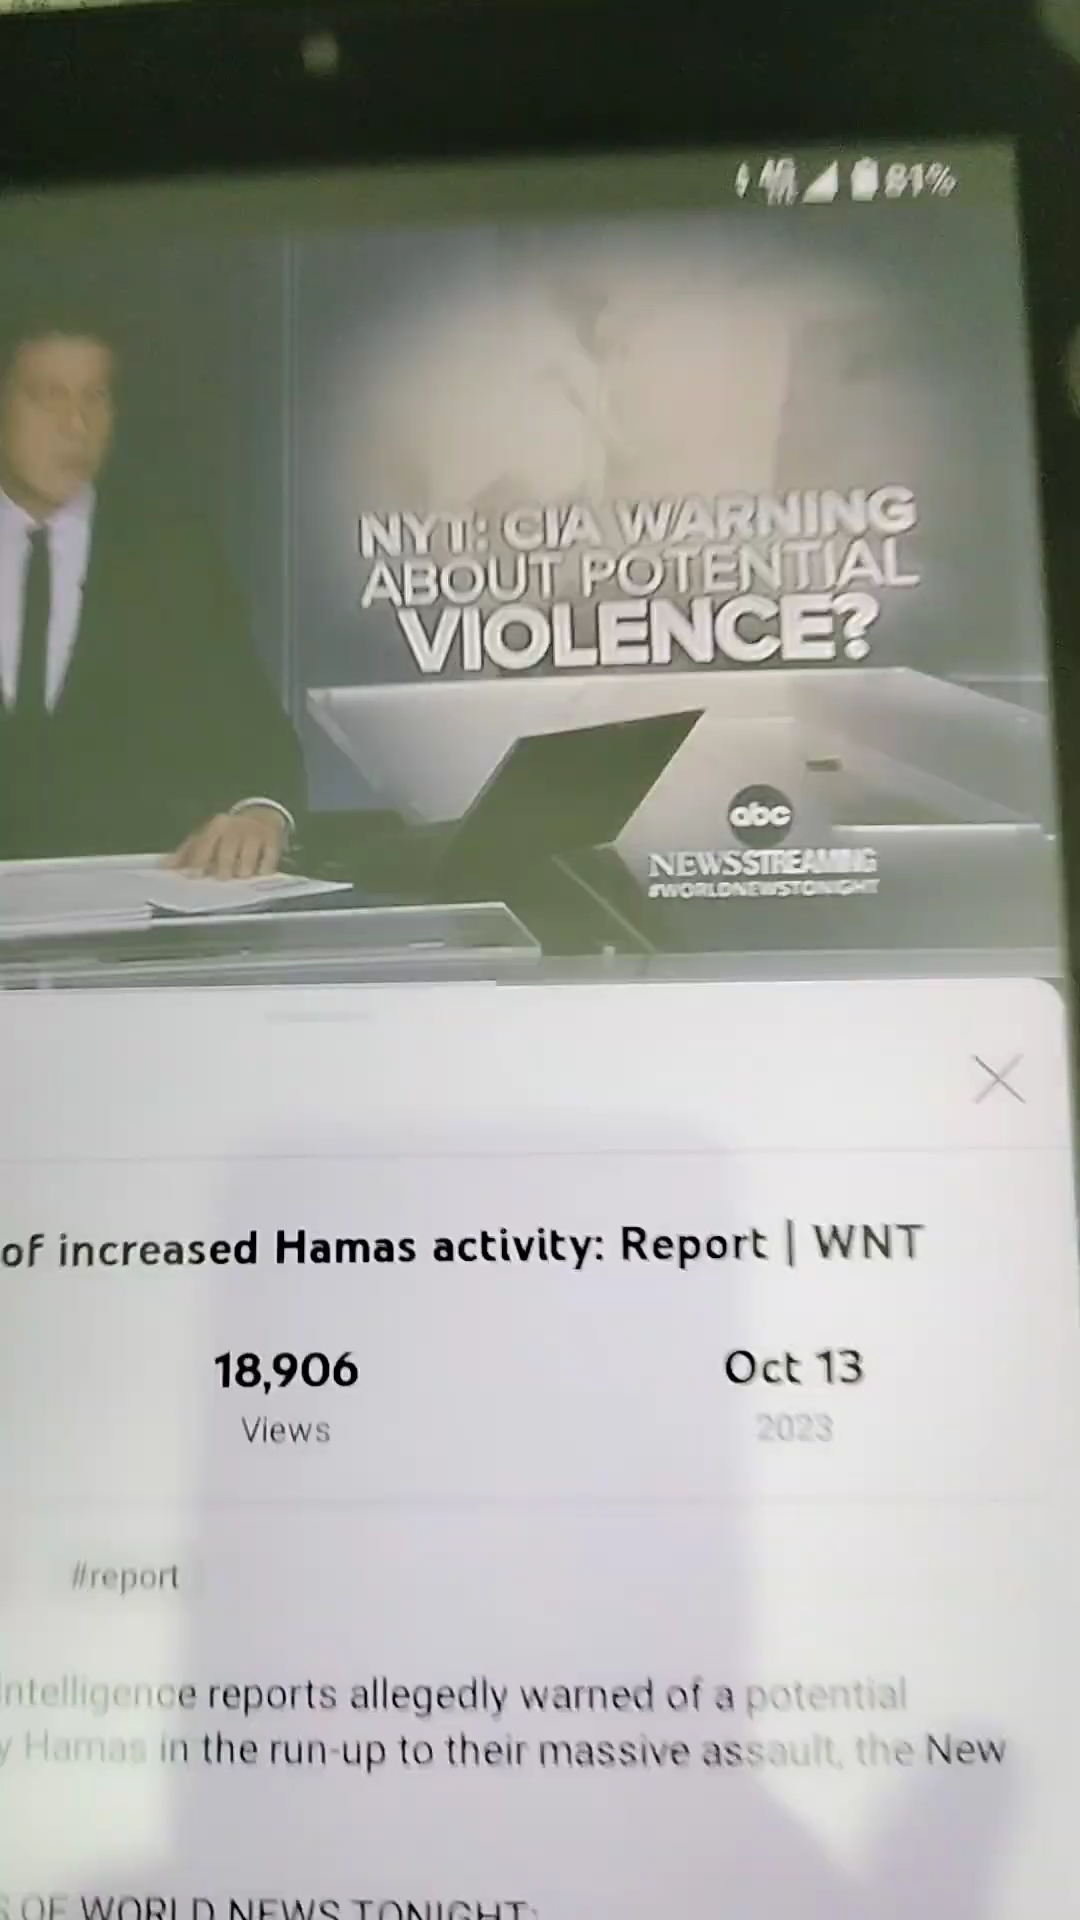 81%
NYT: CIA WARNING
ABOUT POTENTIAL
VIOLENCE?
abc
NEWS STREAMING
#WORLDNEWSTONIGHT
of increased Hamas activity: Report | WNT
18,906
Views
Oct 13
2023
#report
intelligence reports allegedly warned of a potential
y Hamas in the run-up to their massive assault, the New
S OF WORLD NEWS TONIGHT: